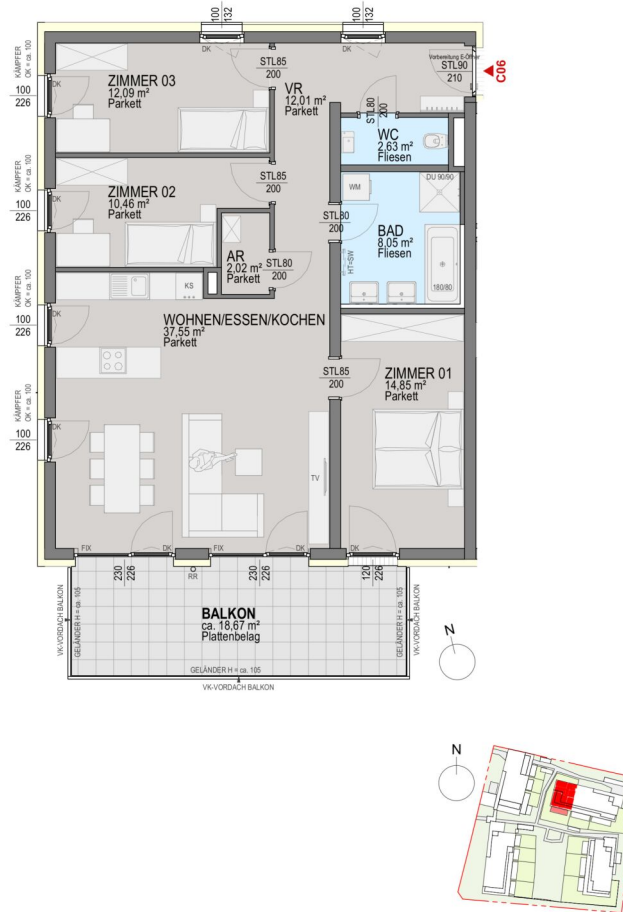 100
132
100
132
KÄMPFER
OK = ca. 100
DK
DK
DK
ZIMMER 03
12,09 m²
Parkett
STL85
200
VR
12,01 m²
Parkett
Vorbereitung E-Öffner
STL90
210
C06
100
226
STL80
200
WC
2,63 m²
Fliesen
KÄMPFER
OK = ca. 100
DK
ZIMMER 02
10,46 m²
Parkett
STL85
200
WM
DU 90/90
100
226
STL80
200
BAD
8,05 m²
Fliesen
AR
2,02 m²
Parkett
STL80
200
HT=SW
180/80
KÄMPFER
OK = ca. 100
KS
DK
WOHNEN/ESSEN/KOCHEN
37,55 m²
Parkett
100
226
STL85
200
ZIMMER 01
14,85 m²
Parkett
KÄMPFER
OK = ca. 100
DK
100
226
TV
FIX
DK
FIX
DK
DK
230
226
RR
230
226
120
226
VK-VORDACH BALKON
GELÄNDER H = ca. 105
BALKON
ca. 18,67 m²
Plattenbelag
GELÄNDER H = ca. 105
VK-VORDACH BALKON
GELÄNDER H = ca. 105
VK-VORDACH BALKON
N
N